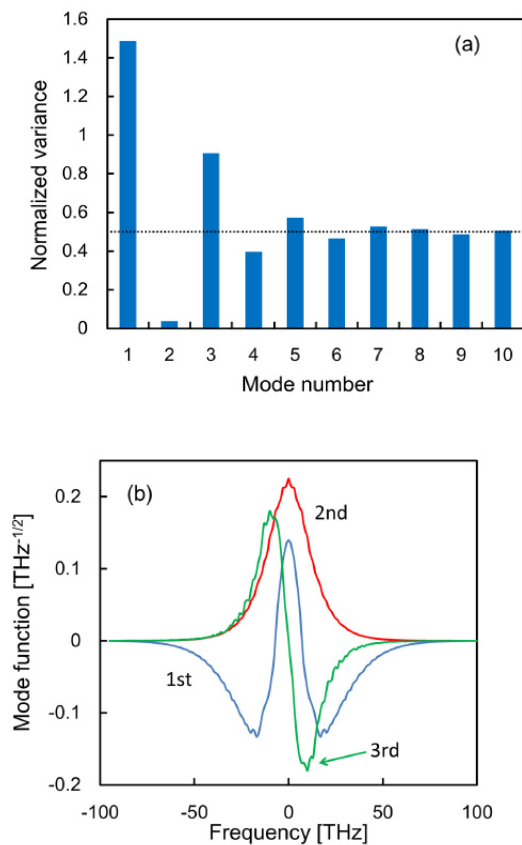 (a)
Normalized variance
1.6
1.4
1.2
1
0.8
0.6
0.4
0.2
0
1 2 3 4 5 6 7 8 9 10
Mode number
(b)
Mode function [THz-1/2]
0.2
0.1
0
-0.1
-0.2
2nd
1st
3rd
-100 -50 0 50 100
Frequency [THz]